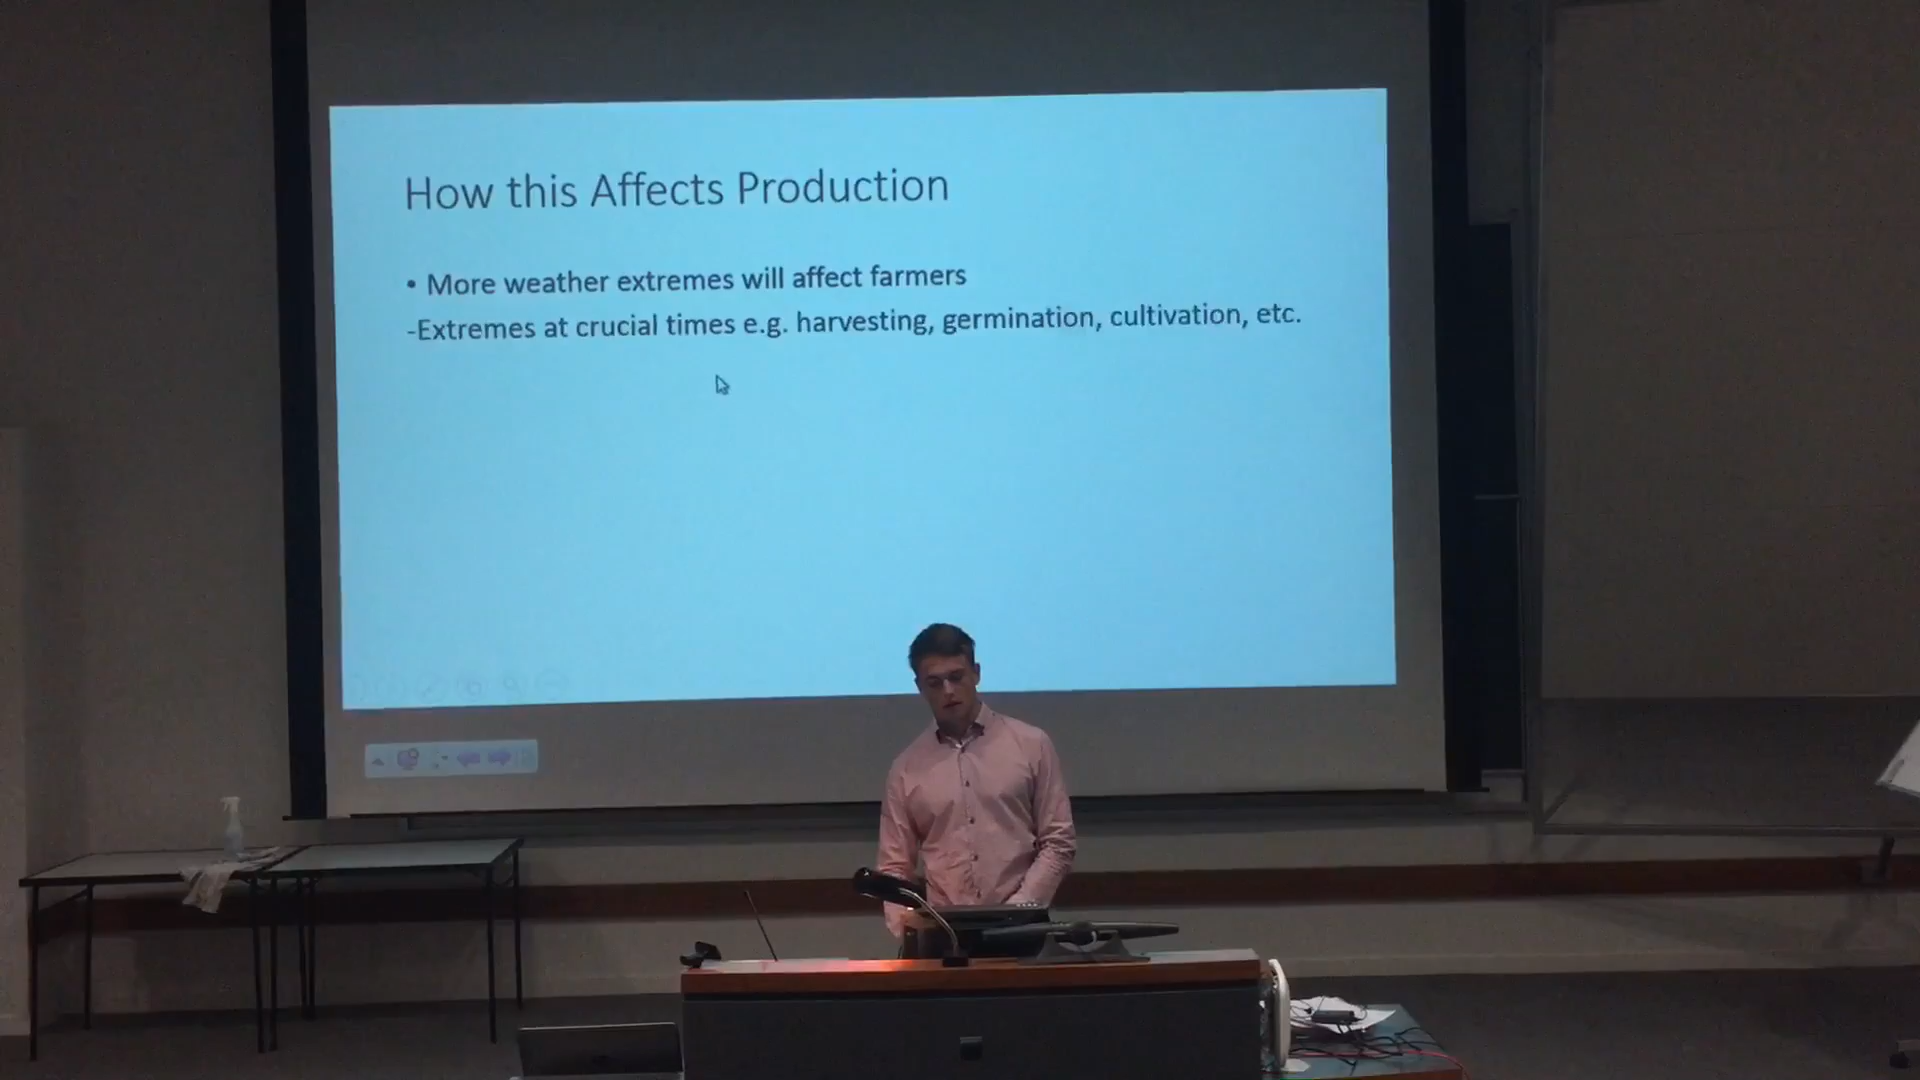 How this Affects Production
• More weather extremes will affect farmers
-Extremes at crucial times e.g. harvesting, germination, cultivation, etc.